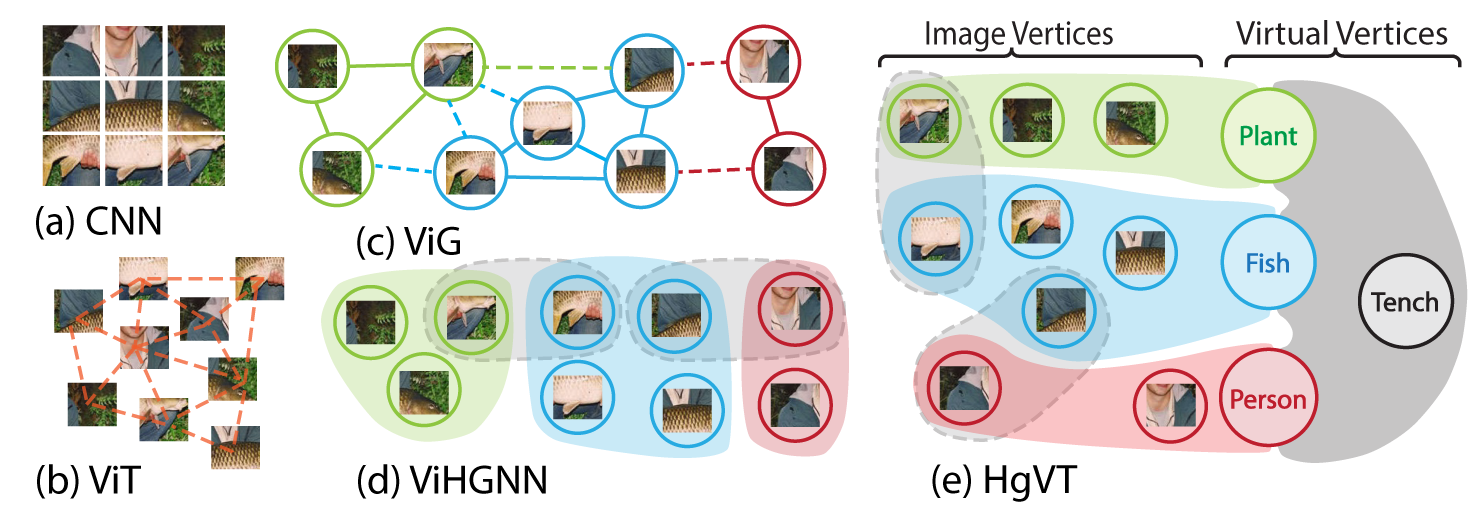 (a) CNN
(b) ViT
(c) ViG
(d) ViHGNN
Image Vertices
Virtual Vertices
Plant
Fish
Tench
Person
(e) HgVT